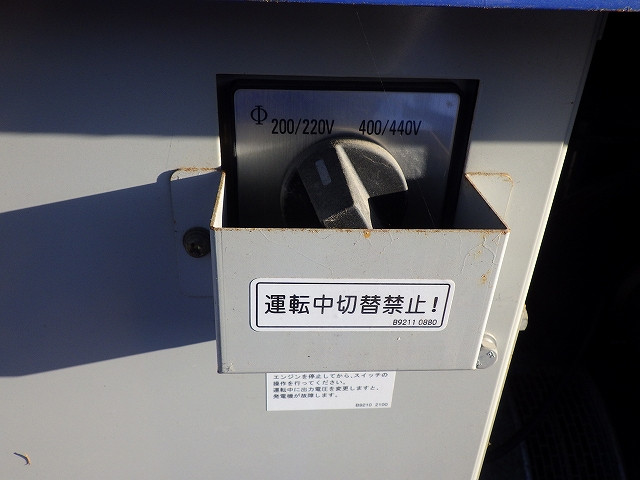 Φ 200/220V 400/440V
運転中切替禁止!
B9211 0880
エンジンを停止してから、スイッチの
操作を行ってください。
運転中に出力電圧を変更しますと、
発電機が故障します。
B9210 2100